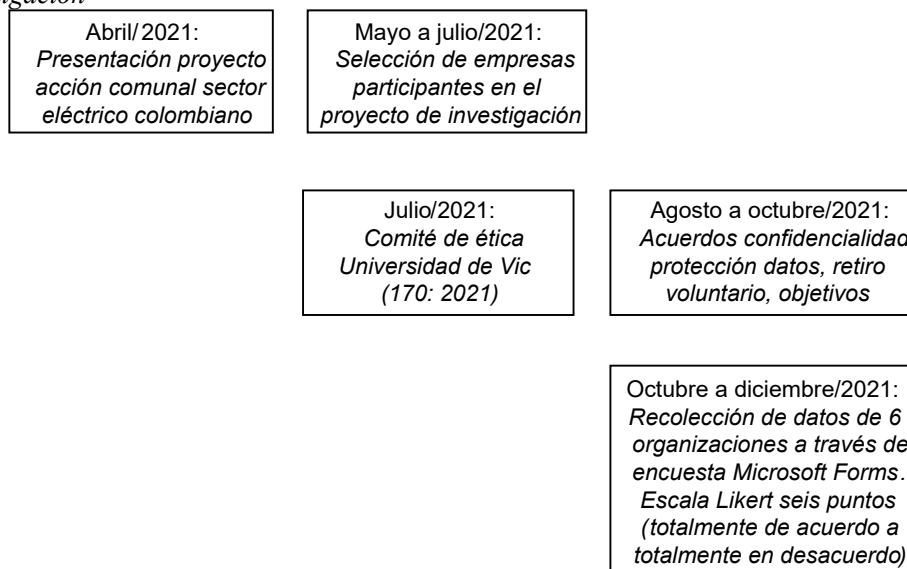 Abril/2021:
Presentación proyecto
acción comunal sector
eléctrico colombiano
Mayo a julio/2021:
Selección de empresas
participantes en el
proyecto de investigación
Julio/2021:
Comité de ética
Universidad de Vic
(170: 2021)
Agosto a octubre/2021:
Acuerdos confidencialidad
protección datos, retiro
voluntario, objetivos
Octubre a diciembre/2021:
Recolección de datos de 6
organizaciones a través de
encuesta Microsoft Forms.
Escala Likert seis puntos
(totalmente de acuerdo a
totalmente en desacuerdo)